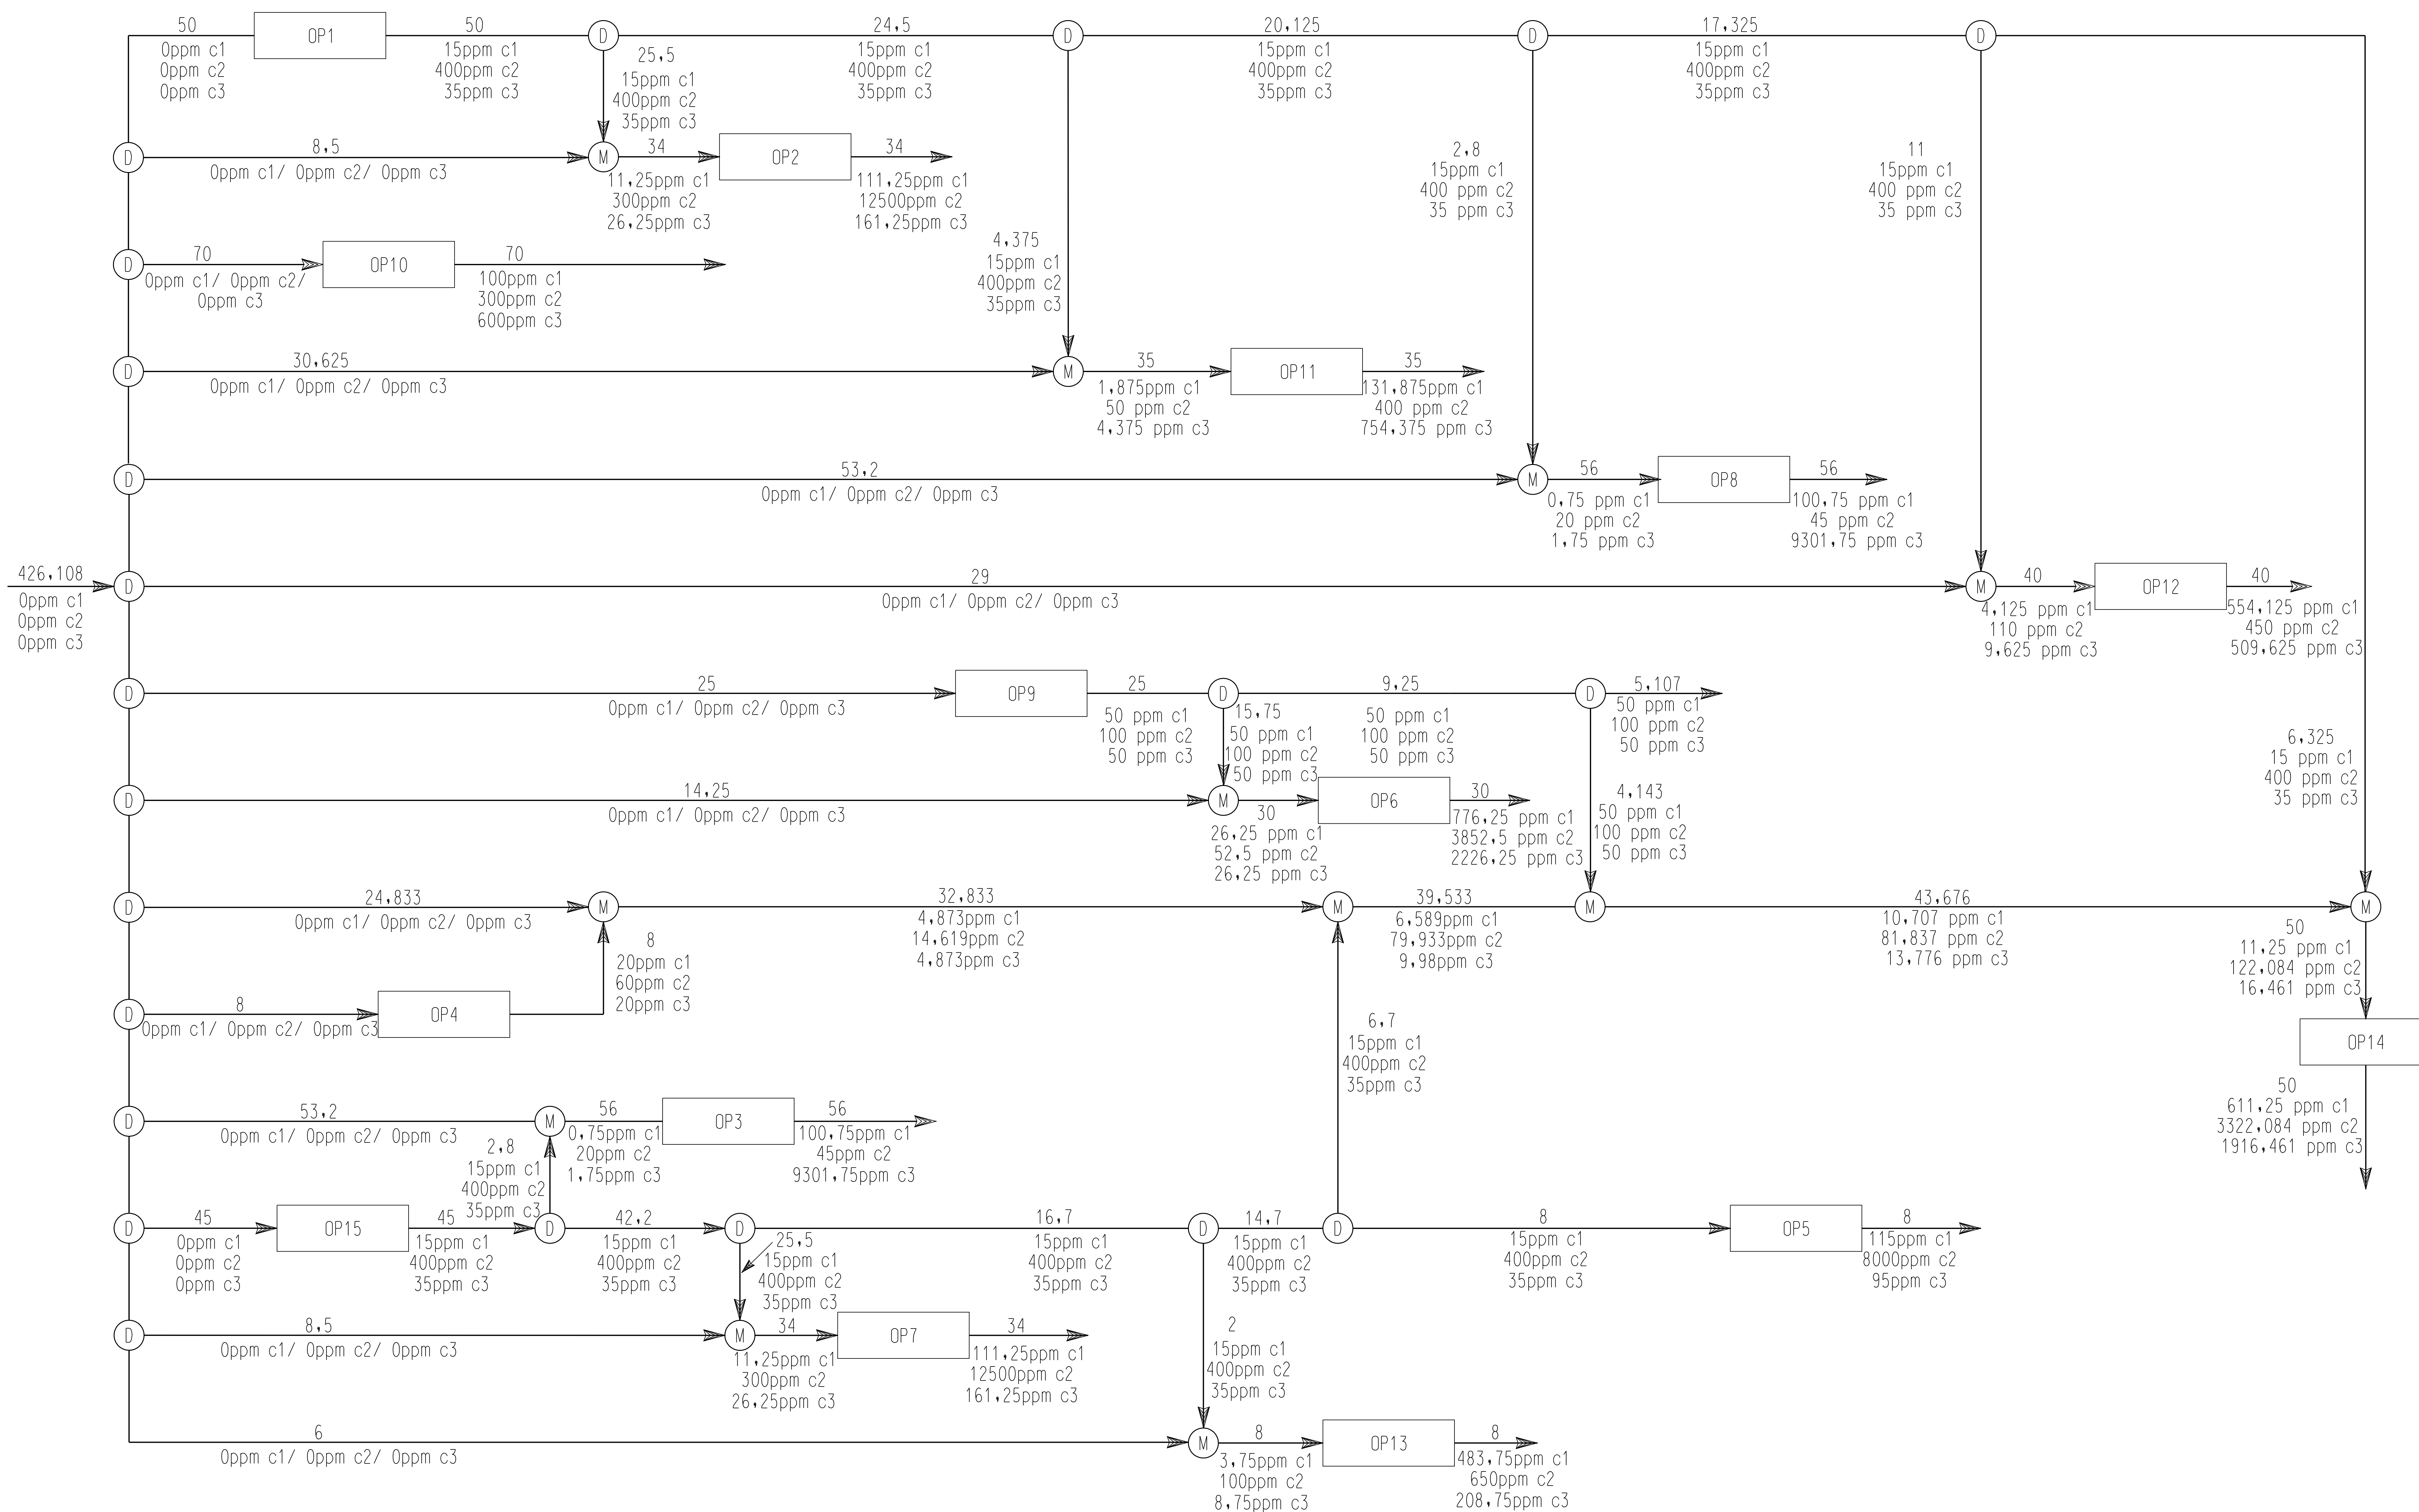 50
0ppm c1
0ppm c2
0ppm c3
OP1
50
15ppm c1
400ppm c2
35ppm c3
D
24,5
15ppm c1
400ppm c2
35ppm c3
D
20,125
15ppm c1
400ppm c2
35ppm c3
D
17,325
15ppm c1
400ppm c2
35ppm c3
D
25,5
15ppm c1
400ppm c2
35ppm c3
D
8,5
0ppm c1/ 0ppm c2/ 0ppm c3
M
34
11,25ppm c1
300ppm c2
26,25ppm c3
OP2
34
111,25ppm c1
12500ppm c2
161,25ppm c3
2,8
15ppm c1
400 ppm c2
35 ppm c3
11
15ppm c1
400 ppm c2
35 ppm c3
D
70
0ppm c1/ 0ppm c2/
0ppm c3
OP10
70
100ppm c1
300ppm c2
600ppm c3
4,375
15ppm c1
400ppm c2
35ppm c3
D
30,625
0ppm c1/ 0ppm c2/ 0ppm c3
M
35
1,875ppm c1
50 ppm c2
4,375 ppm c3
OP11
35
131,875ppm c1
400 ppm c2
754,375 ppm c3
D
53,2
0ppm c1/ 0ppm c2/ 0ppm c3
M
56
0,75 ppm c1
20 ppm c2
1,75 ppm c3
OP8
56
100,75 ppm c1
45 ppm c2
9301,75 ppm c3
426,108
0ppm c1
0ppm c2
0ppm c3
D
29
0ppm c1/ 0ppm c2/ 0ppm c3
M
40
4,125 ppm c1
110 ppm c2
9,625 ppm c3
OP12
40
554,125 ppm c1
450 ppm c2
509,625 ppm c3
D
25
0ppm c1/ 0ppm c2/ 0ppm c3
OP9
25
50 ppm c1
100 ppm c2
50 ppm c3
D
15,75
50 ppm c1
100 ppm c2
50 ppm c3
9,25
50 ppm c1
100 ppm c2
50 ppm c3
D
5,107
50 ppm c1
100 ppm c2
50 ppm c3
6,325
15 ppm c1
400 ppm c2
35 ppm c3
D
14,25
0ppm c1/ 0ppm c2/ 0ppm c3
M
30
26,25 ppm c1
52,5 ppm c2
26,25 ppm c3
OP6
30
776,25 ppm c1
3852,5 ppm c2
2226,25 ppm c3
4,143
50 ppm c1
100 ppm c2
50 ppm c3
D
24,833
0ppm c1/ 0ppm c2/ 0ppm c3
M
32,833
4,873ppm c1
14,619ppm c2
4,873ppm c3
M
39,533
6,589ppm c1
79,933ppm c2
9,98ppm c3
M
43,676
10,707 ppm c1
81,837 ppm c2
13,776 ppm c3
M
50
11,25 ppm c1
122,084 ppm c2
16,461 ppm c3
8
20ppm c1
60ppm c2
20ppm c3
D
8
0ppm c1/ 0ppm c2/ 0ppm c3
OP4
6,7
15ppm c1
400ppm c2
35ppm c3
OP14
50
611,25 ppm c1
3322,084 ppm c2
1916,461 ppm c3
D
53,2
0ppm c1/ 0ppm c2/ 0ppm c3
M
56
0,75ppm c1
20ppm c2
1,75ppm c3
OP3
56
100,75ppm c1
45ppm c2
9301,75ppm c3
2,8
15ppm c1
400ppm c2
35ppm c3
D
45
0ppm c1
0ppm c2
0ppm c3
OP15
45
15ppm c1
400ppm c2
35ppm c3
D
42,2
15ppm c1
400ppm c2
35ppm c3
D
25,5
15ppm c1
400ppm c2
35ppm c3
16,7
15ppm c1
400ppm c2
35ppm c3
D
14,7
15ppm c1
400ppm c2
35ppm c3
D
8
15ppm c1
400ppm c2
35ppm c3
OP5
8
115ppm c1
8000ppm c2
95ppm c3
D
8,5
0ppm c1/ 0ppm c2/ 0ppm c3
M
34
11,25ppm c1
300ppm c2
26,25ppm c3
OP7
34
111,25ppm c1
12500ppm c2
161,25ppm c3
2
15ppm c1
400ppm c2
35ppm c3
6
0ppm c1/ 0ppm c2/ 0ppm c3
M
8
3,75ppm c1
100ppm c2
8,75ppm c3
OP13
8
483,75ppm c1
650ppm c2
208,75ppm c3